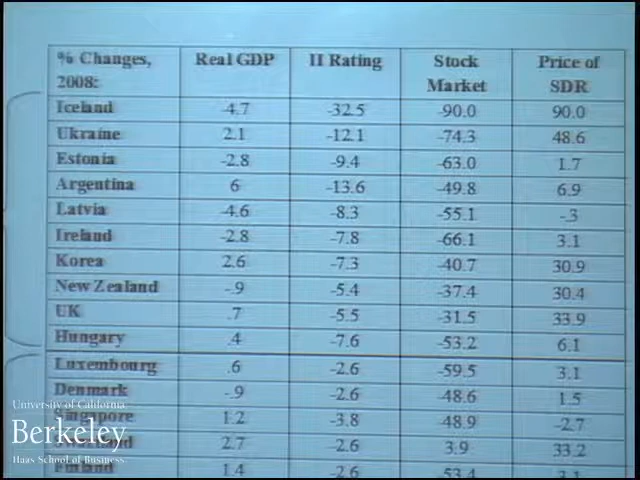 % Changes, 2008: Real GDP II Rating Stock Market Price of SDR
Iceland -4.7 -32.5 -90.0 90.0
Ukraine 2.1 -12.1 -74.3 48.6
Estonia -2.8 -9.4 -63.0 1.7
Argentina 6 -13.6 -49.8 6.9
Latvia -4.6 -8.3 -55.1 -.3
Ireland -2.8 -7.8 -66.1 3.1
Korea 2.6 -7.3 -40.7 30.9
New Zealand -.9 -5.4 -37.4 30.4
UK .7 -5.5 -31.5 33.9
Hungary .4 -7.6 -53.2 6.1
Luxembourg .6 -2.6 -59.5 3.1
Denmark -.9 -2.6 -48.6 1.5
Singapore 1.2 -3.8 -48.9 -2.7
2.7 -2.6 3.9 33.2
Finland 1.4 -2.6 -53.4 3.1
University of California
Berkeley
Haas School of Business